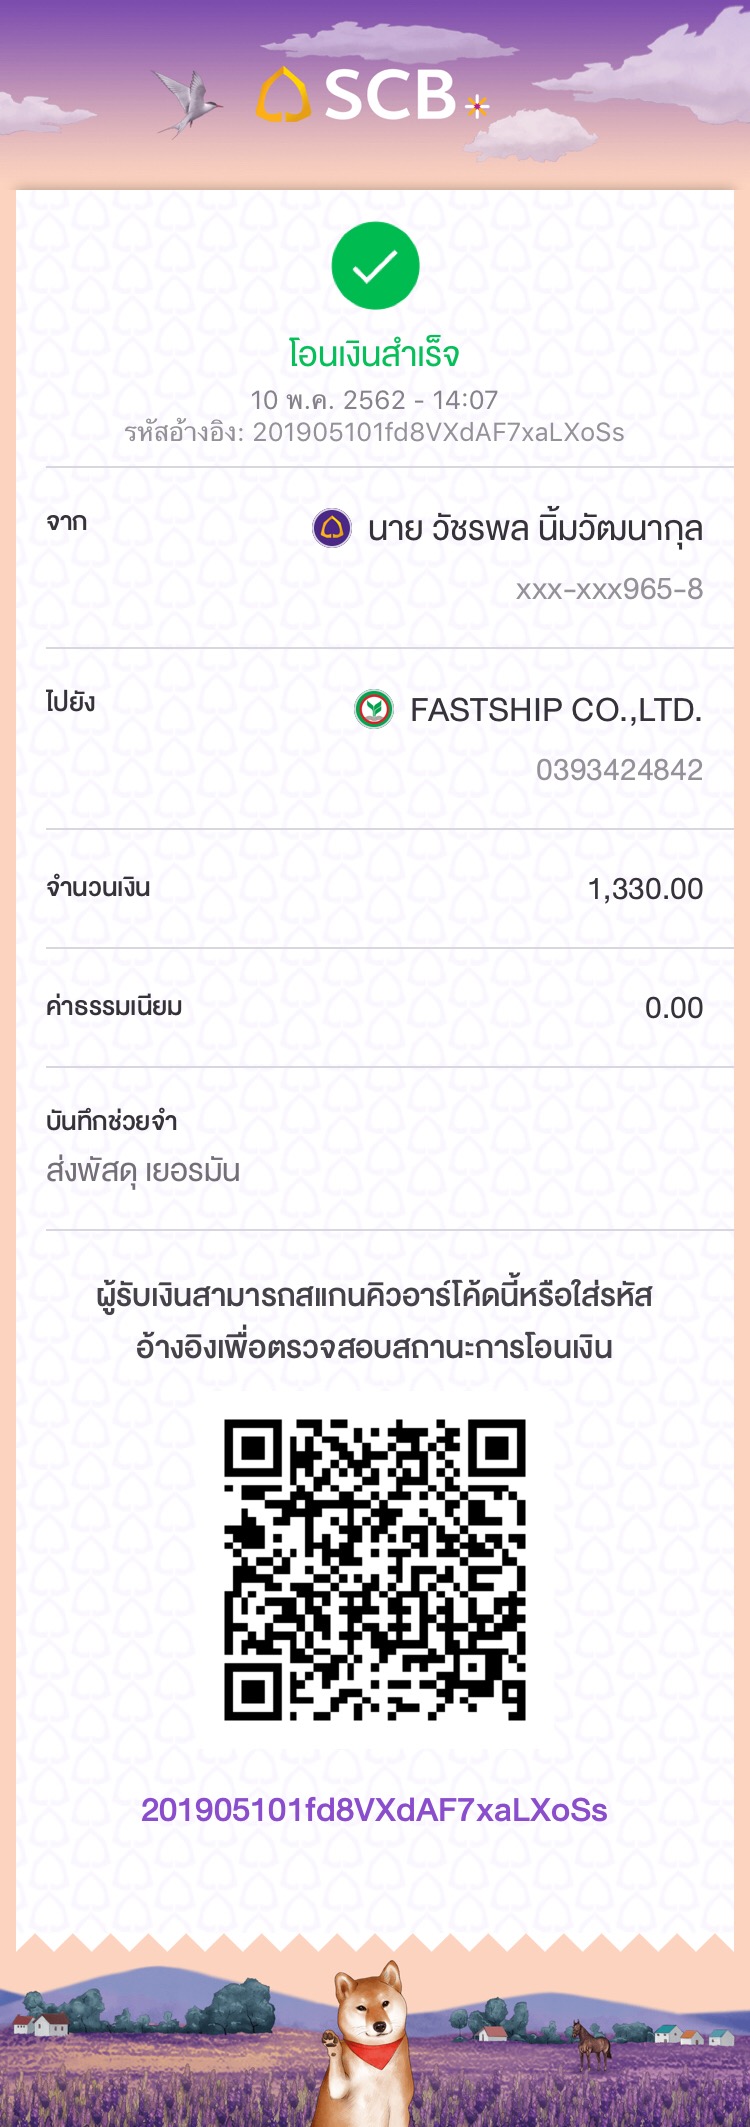 SCB
โอนเงินสำเร็จ
10 พ.ค. 2562 - 14:07
รหัสอ้างอิง: 201905101fd8VXdAF7xaLXoSs
จาก
นาย วัชรพล นิ้มวัฒนากุล
xxx-xxx965-8
ไปยัง
FASTSHIP CO.,LTD.
0393424842
จำนวนเงิน 1,330.00
ค่าธรรมเนียม 0.00
บันทึกช่วยจำ
ส่งพัสดุ เยอรมัน
ผู้รับเงินสามารถสแกนคิวอาร์โค้ดนี้หรือใส่รหัส
อ้างอิงเพื่อตรวจสอบสถานะการโอนเงิน
201905101fd8VXdAF7xaLXoSs